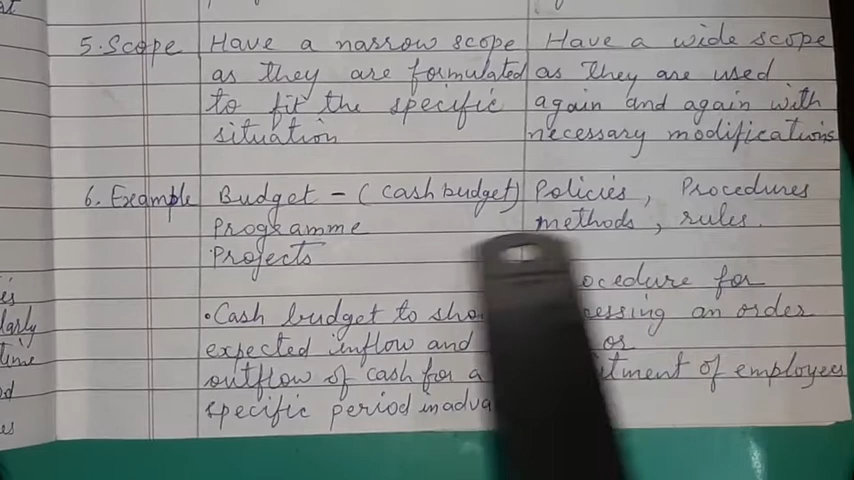 5. Scope Have a narrow scope Have a wide scope
as they are formulated as they are used
to fit the specific again and again with
situation necessary modifications
6. Example Budget - (cash budget) Policies, Procedures
Programme methods, rules.
Projects
ocedure for
• Cash budget to sho essing an order
expected inflow and or
outflow of cash for a itment of employees
specific period in adva
larly
time